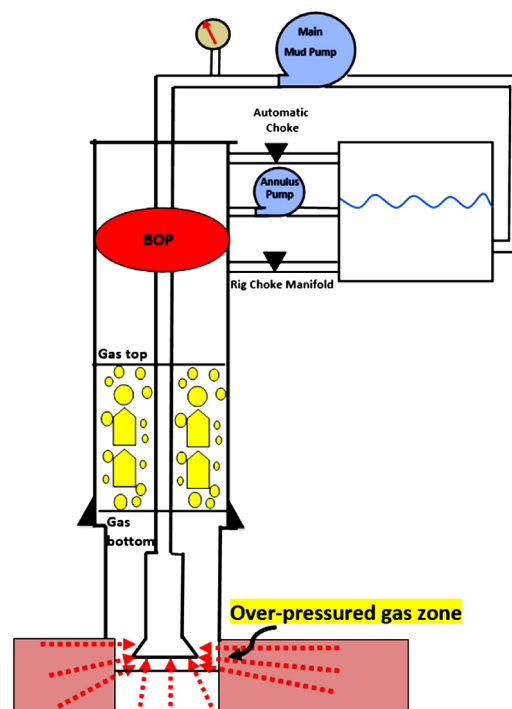 Main
Mud Pump
Automatic
Choke
Annulus
Pump
BOP
Rig Choke Manifold
Gas top
Gas
bottom
Over-pressured gas zone